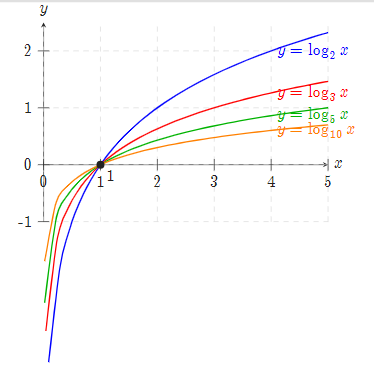 y
2
y = log₂ x
y = log₃ x
1
y = log₅ x
y = log₁₀ x
0
x
0
1
1
2
3
4
5
-1